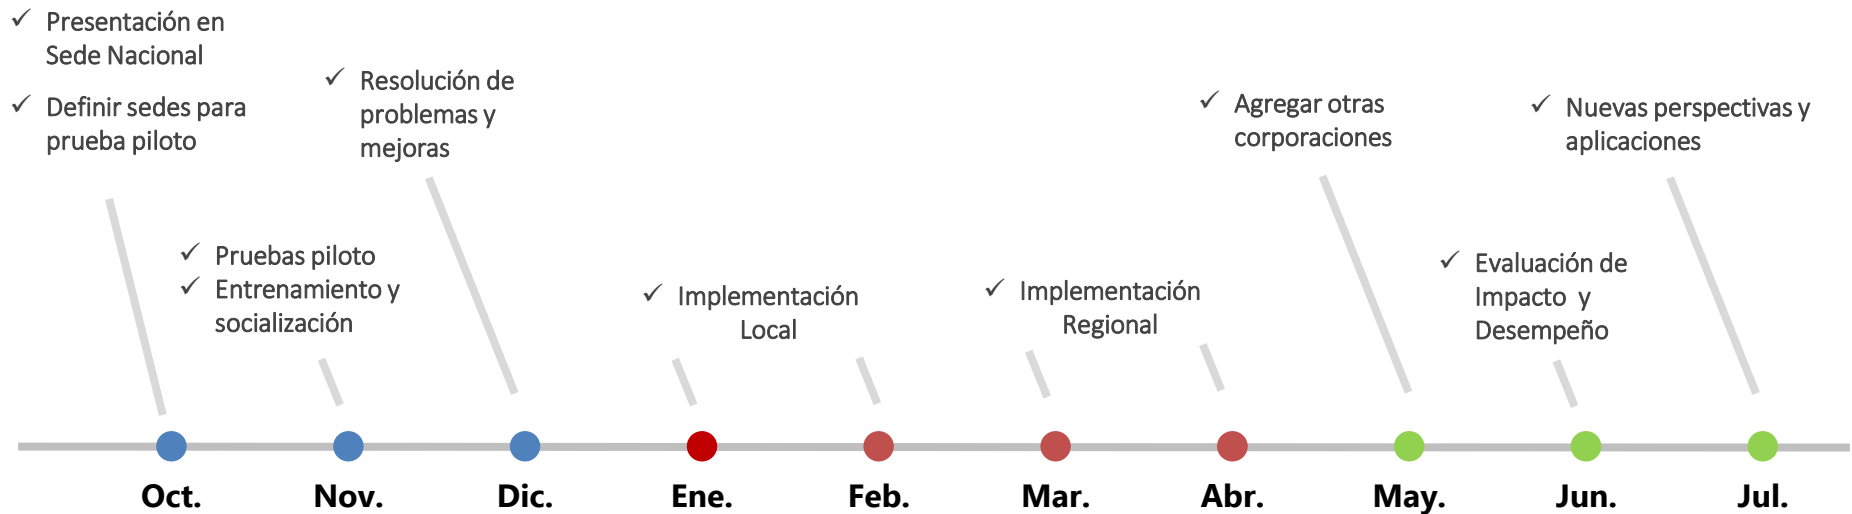 ✓ Presentación en
Sede Nacional
✓ Definir sedes para
prueba piloto
✓ Pruebas piloto
✓ Entrenamiento y
socialización
✓ Resolución de
problemas y
mejoras
✓ Implementación
Local
✓ Implementación
Regional
✓ Agregar otras
corporaciones
✓ Evaluación de
Impacto y
Desempeño
✓ Nuevas perspectivas y
aplicaciones
Oct. Nov. Dic. Ene. Feb. Mar. Abr. May. Jun. Jul.